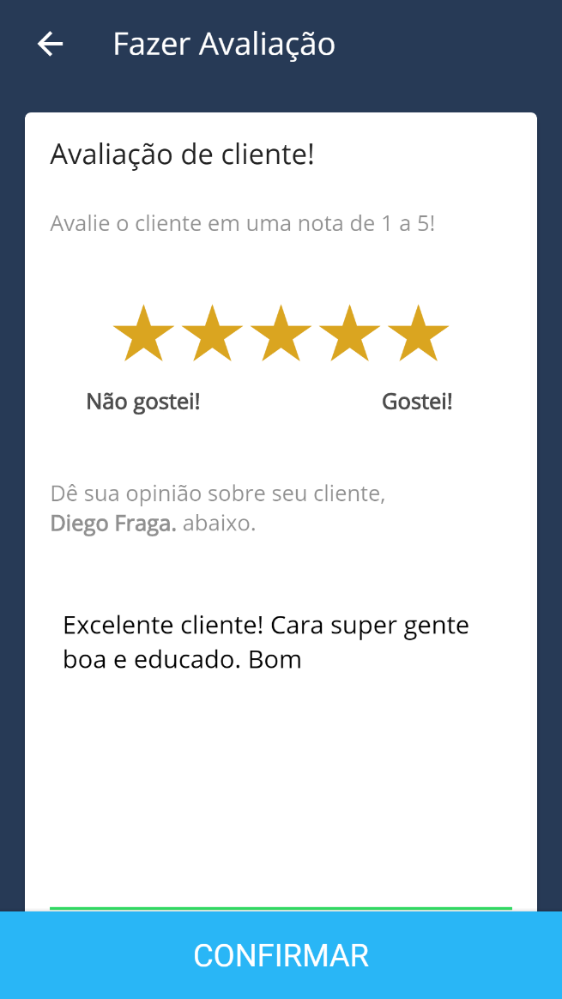 Fazer Avaliação
Avaliação de cliente!
Avalie o cliente em uma nota de 1 a 5!
Não gostei! Gostei!
Dê sua opinião sobre seu cliente,
Diego Fraga. abaixo.
Excelente cliente! Cara super gente
boa e educado. Bom
CONFIRMAR